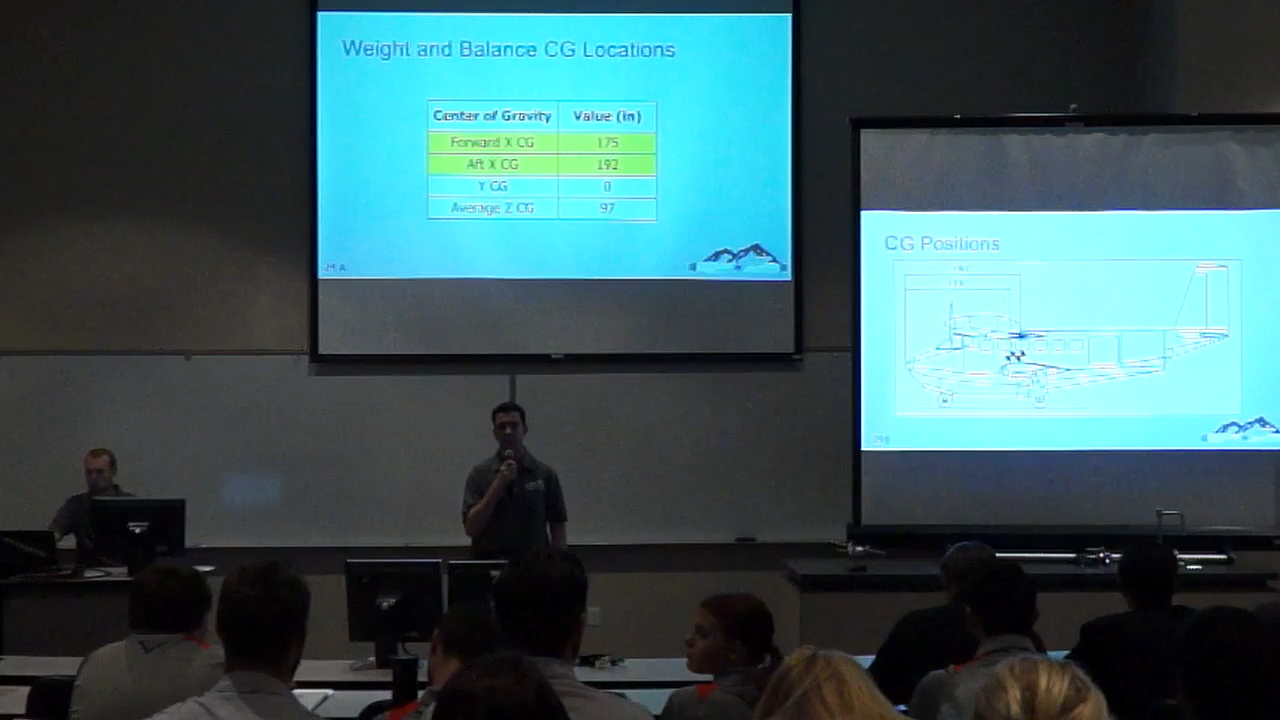 Weight and Balance CG Locations
Center of Gravity Value (in)
Forward X CG 175
Aft X CG 192
Y CG 0
Average Z CG 97
CG Positions